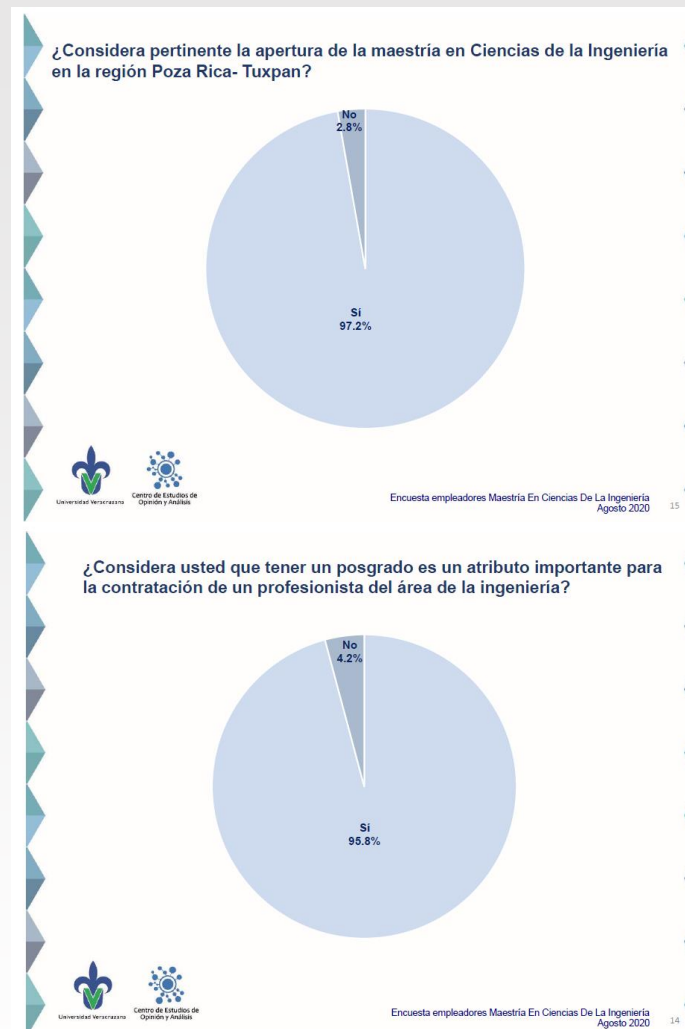 ¿Considera pertinente la apertura de la maestría en Ciencias de la Ingeniería
en la región Poza Rica- Tuxpan?
No
2.8%
Sí
97.2%
Universidad Veracruzana
Centro de Estudios de
Opinión y Análisis
Encuesta empleadores Maestría En Ciencias De La Ingeniería
Agosto 2020
15
¿Considera usted que tener un posgrado es un atributo importante para
la contratación de un profesionista del área de la ingeniería?
No
4.2%
Sí
95.8%
Universidad Veracruzana
Centro de Estudios de
Opinión y Análisis
Encuesta empleadores Maestría En Ciencias De La Ingeniería
Agosto 2020
14